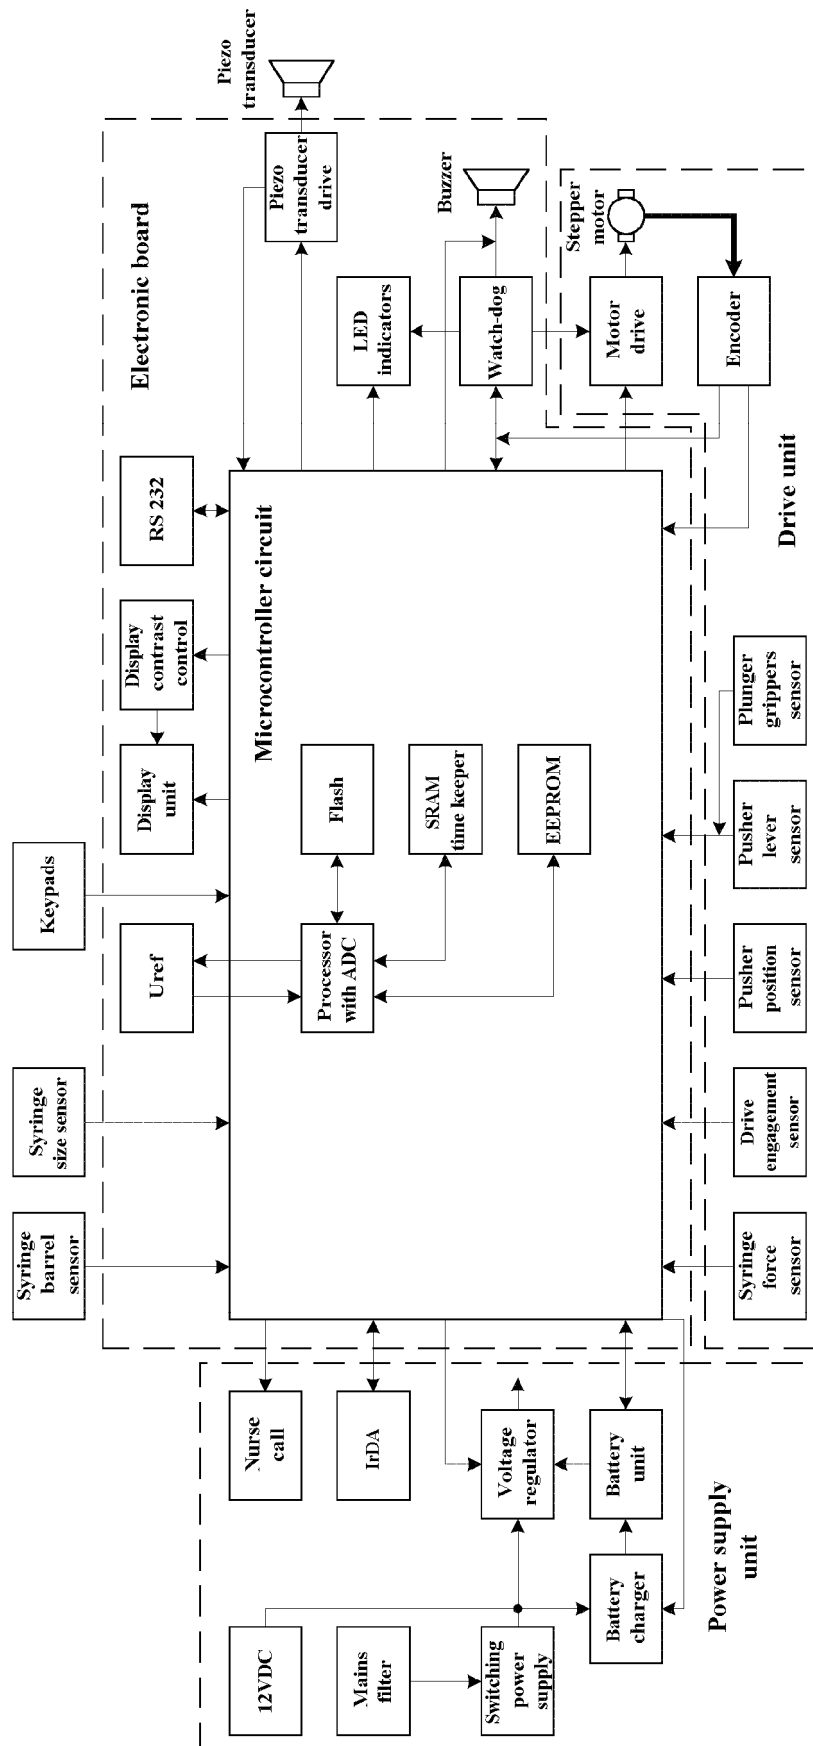 Piezo
transducer
Electronic board
Piezo
transducer
drive
Buzzer
Stepper
motor
LED
indicators
Watch-dog
Motor
drive
Encoder
RS 232
Drive unit
Display
contrast
control
Microcontroller circuit
Plunger
grippers
sensor
Display
unit
Flash
SRAM
time keeper
EEPROM
Pusher
lever
sensor
Keypads
Uref
Processor
with ADC
Pusher
position
sensor
Syringe
size sensor
Drive
engagement
sensor
Syringe
barrel
sensor
Syringe
force
sensor
Nurse
call
IrDA
Voltage
regulator
Battery
unit
Power supply
unit
Battery
charger
12VDC
Mains
filter
Switching
power
supply